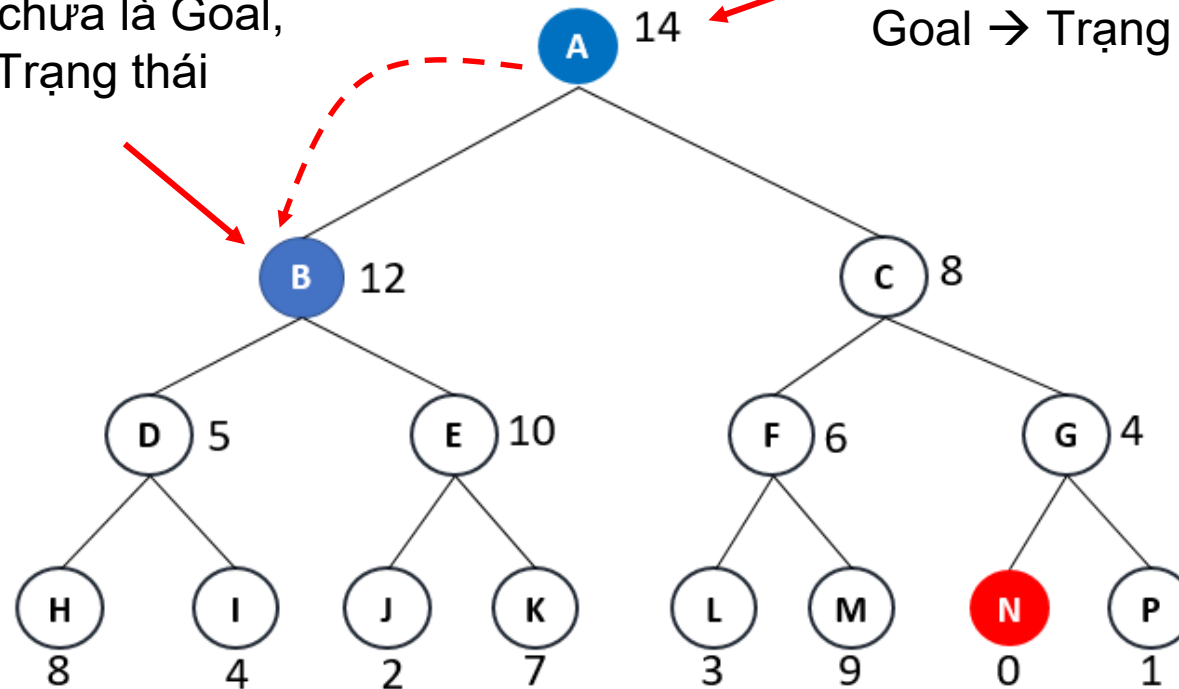 chưa là Goal,
Trạng thái
A 14
Goal → Trạng
B 12
C 8
D 5
E 10
F 6
G 4
H I J K L M N P
8 4 2 7 3 9 0 1